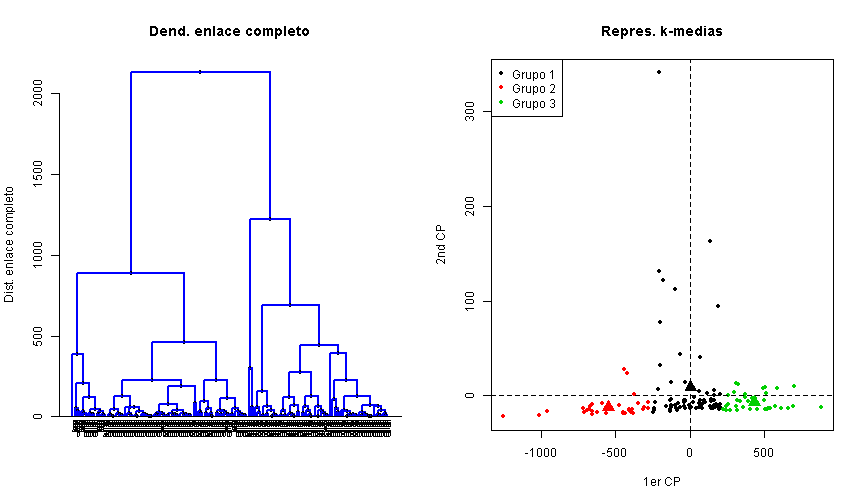 Dend. enlace completo
Dist. enlace completo
0
500
1000
1500
2000
Repres. k-medias
Grupo 1
Grupo 2
Grupo 3
2nd CP
300
200
100
0
-1000
-500
0
500
1er CP